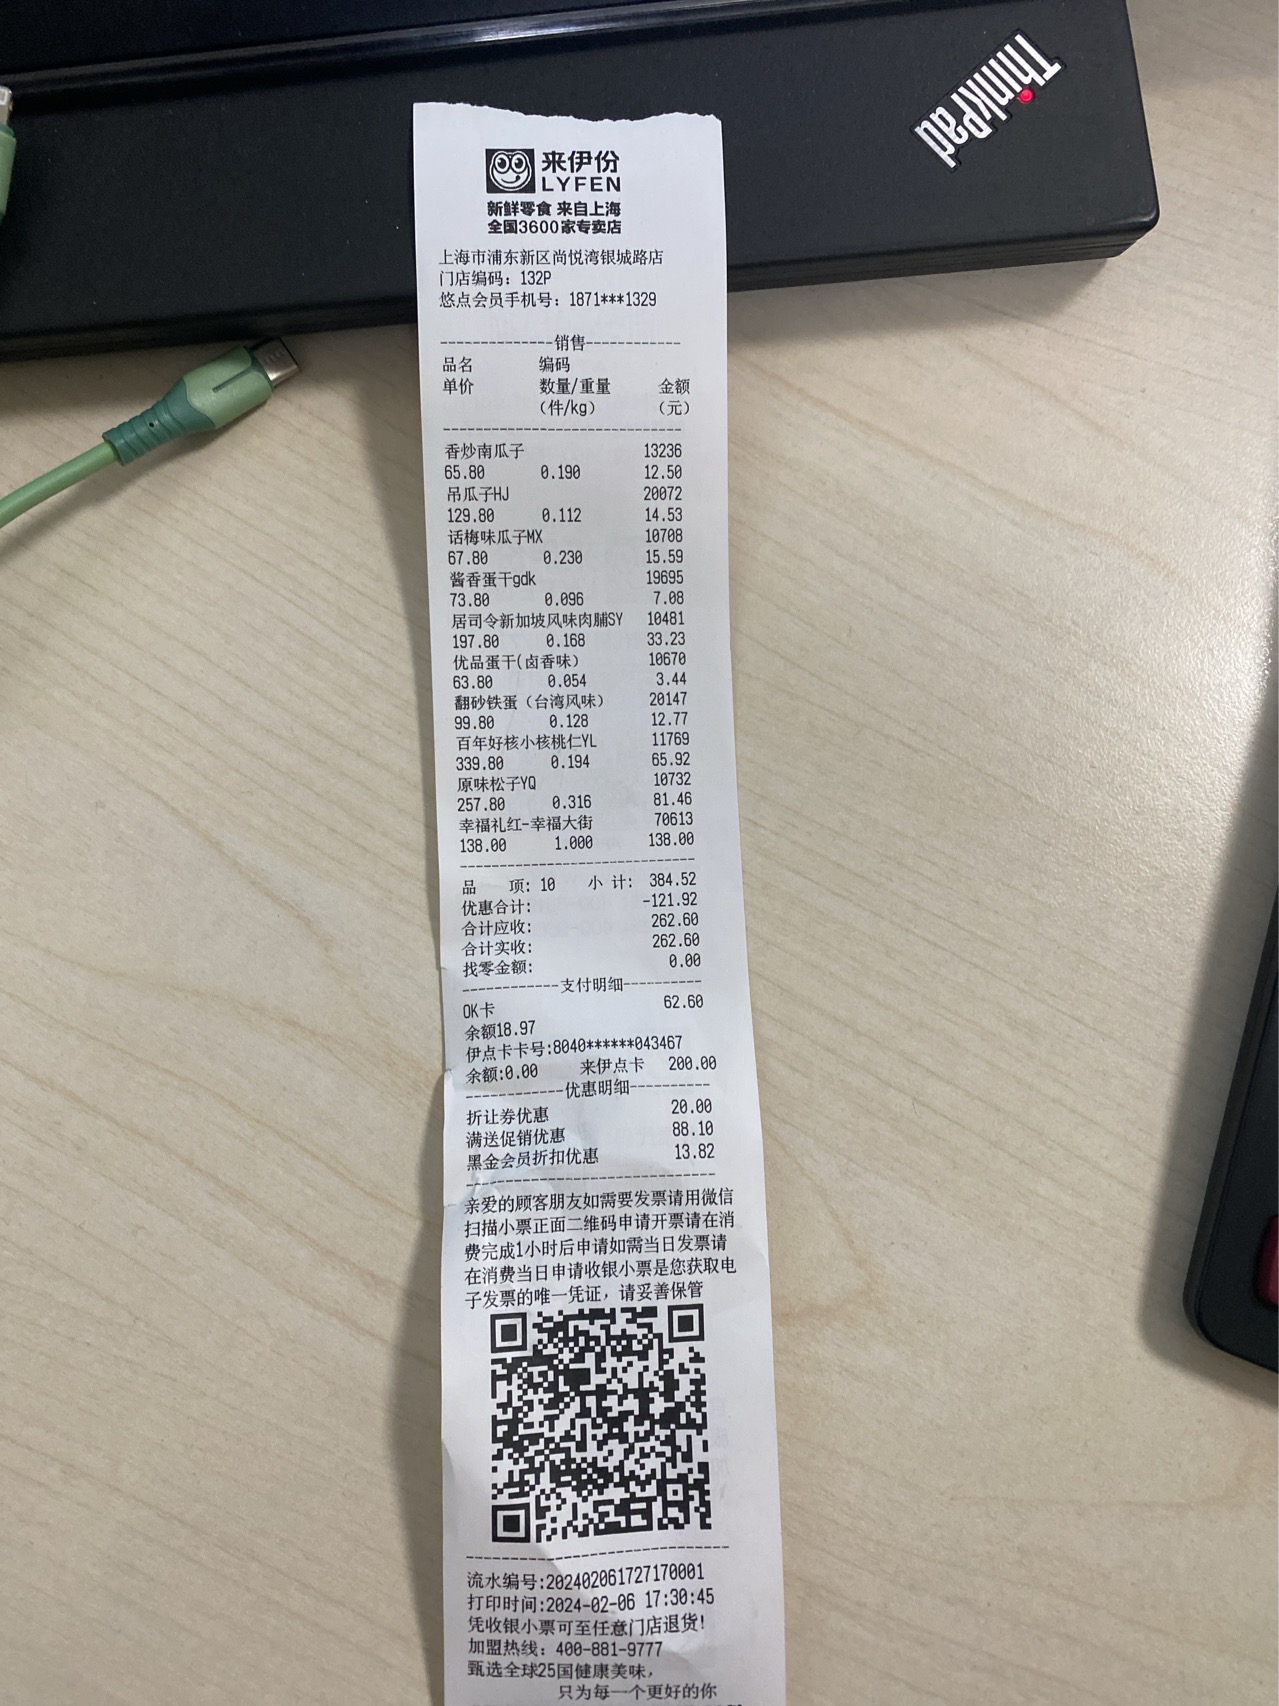 ThinkPad
来伊份
LYFEN
新鲜零食 来自上海
全国3600家专卖店
上海市浦东新区尚悦湾银城路店
门店编码：132P
悠点会员手机号：1871***1329
--------------销售------------
品名 编码
单价 数量/重量 金额
（件/kg） （元）
------------------------------
香炒南瓜子 13236
65.80 0.190 12.50
吊瓜子HJ 20072
129.80 0.112 14.53
话梅味瓜子MX 10708
67.80 0.230 15.59
酱香蛋干gdk 19695
73.80 0.096 7.08
居司令新加坡风味肉脯SY 10481
197.80 0.168 33.23
优品蛋干(卤香味） 10670
63.80 0.054 3.44
翻砂铁蛋（台湾风味） 20147
99.80 0.128 12.77
百年好核小核桃仁YL 11769
339.80 0.194 65.92
原味松子YQ 10732
257.80 0.316 81.46
幸福礼红-幸福大街 70613
138.00 1.000 138.00
------------------------------
品 项: 10 小 计: 384.52
优惠合计: -121.92
合计应收: 262.60
合计实收: 262.60
找零金额: 0.00
------------支付明细----------
OK卡 62.60
余额18.97
伊点卡卡号:8040******043467
余额:0.00 来伊点卡 200.00
------------优惠明细----------
折让券优惠 20.00
满送促销优惠 88.10
黑金会员折扣优惠 13.82
------------------------------
亲爱的顾客朋友如需要发票请用微信
扫描小票正面二维码申请开票请在消
费完成1小时后申请如需当日发票请
在消费当日申请收银小票是您获取电
子发票的唯一凭证，请妥善保管
------------------------------
流水编号:202402061727170001
打印时间:2024-02-06 17:30:45
凭收银小票可至任意门店退货!
加盟热线：400-881-9777
甄选全球25国健康美味，
只为每一个更好的你